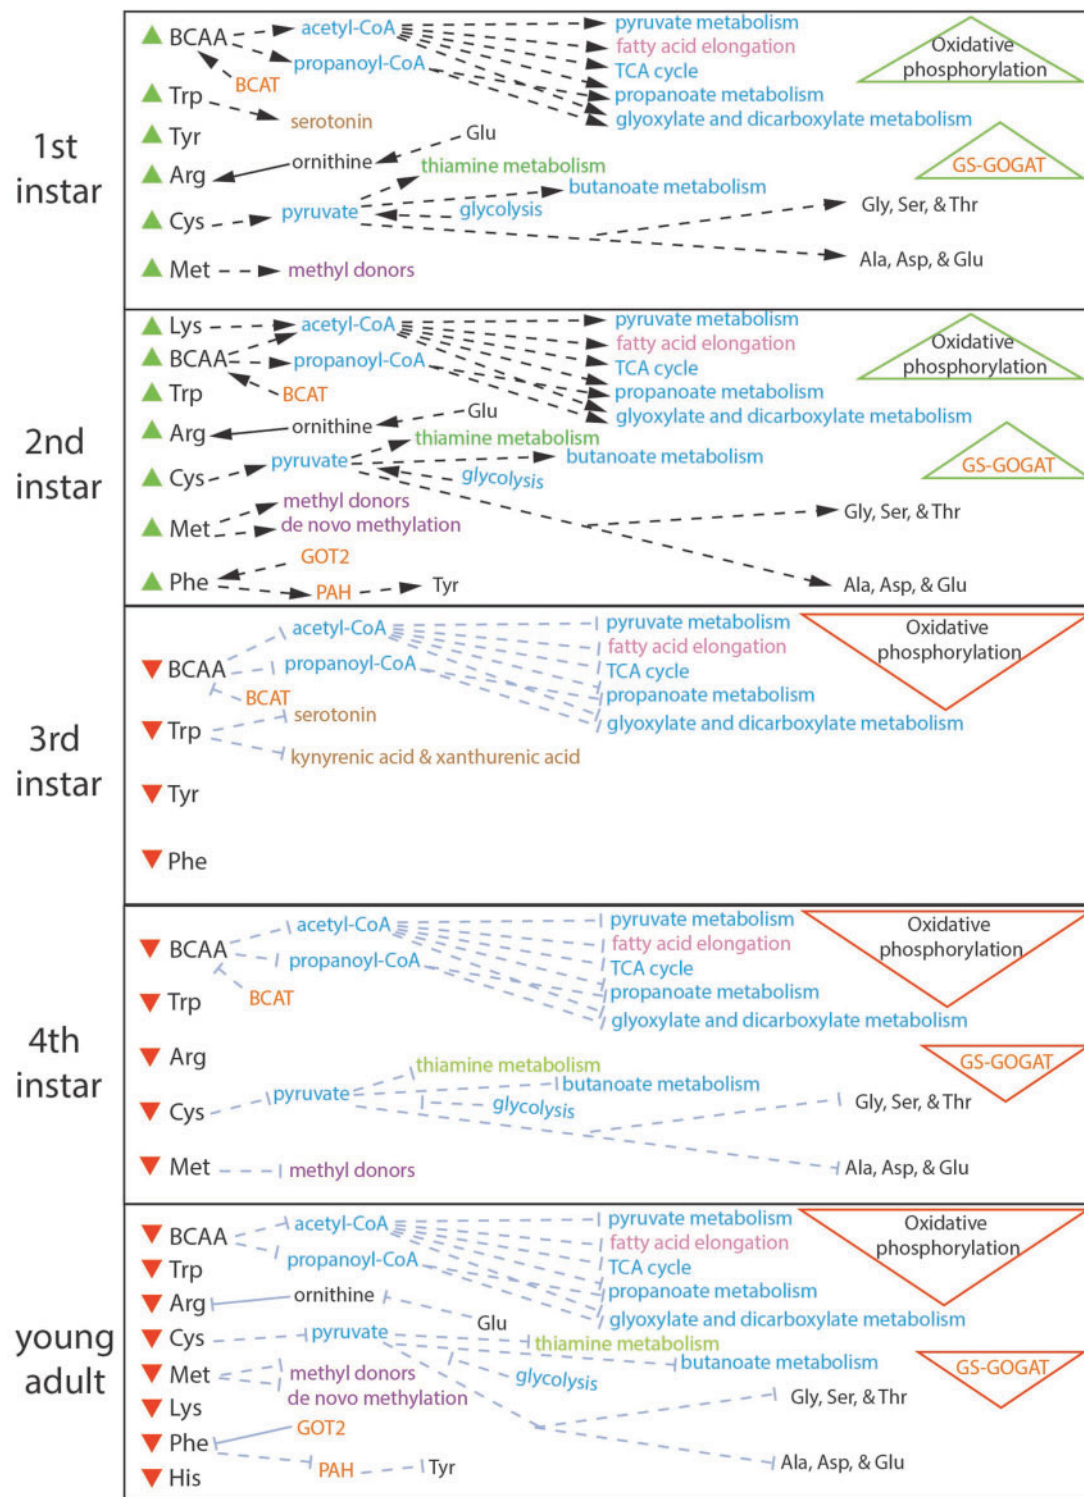 1st
instar
BCAA
acetyl-CoA
pyruvate metabolism
fatty acid elongation
propanoyl-CoA
TCA cycle
BCAT
propanoate metabolism
Trp
serotonin
glyoxylate and dicarboxylate metabolism
Tyr
Glu
Arg
ornithine
thiamine metabolism
butanoate metabolism
Cys
pyruvate
glycolysis
Gly, Ser, & Thr
Ala, Asp, & Glu
Met
methyl donors
Oxidative
phosphorylation
GS-GOGAT
2nd
instar
Lys
acetyl-CoA
pyruvate metabolism
fatty acid elongation
BCAA
propanoyl-CoA
TCA cycle
Trp
BCAT
propanoate metabolism
glyoxylate and dicarboxylate metabolism
Glu
Arg
ornithine
thiamine metabolism
butanoate metabolism
Cys
pyruvate
glycolysis
Gly, Ser, & Thr
Met
methyl donors
de novo methylation
GOT2
Phe
PAH
Tyr
Ala, Asp, & Glu
Oxidative
phosphorylation
GS-GOGAT
3rd
instar
acetyl-CoA
pyruvate metabolism
fatty acid elongation
BCAA
propanoyl-CoA
TCA cycle
BCAT
propanoate metabolism
serotonin
glyoxylate and dicarboxylate metabolism
Trp
kynyrenic acid & xanthurenic acid
Tyr
Phe
Oxidative
phosphorylation
4th
instar
acetyl-CoA
pyruvate metabolism
fatty acid elongation
BCAA
propanoyl-CoA
TCA cycle
Trp
BCAT
propanoate metabolism
glyoxylate and dicarboxylate metabolism
Arg
thiamine metabolism
butanoate metabolism
Cys
pyruvate
glycolysis
Gly, Ser, & Thr
Met
methyl donors
Ala, Asp, & Glu
Oxidative
phosphorylation
GS-GOGAT
young
adult
BCAA
acetyl-CoA
pyruvate metabolism
fatty acid elongation
propanoyl-CoA
TCA cycle
Trp
propanoate metabolism
Arg
ornithine
glyoxylate and dicarboxylate metabolism
Glu
Cys
pyruvate
thiamine metabolism
butanoate metabolism
Met
methyl donors
glycolysis
de novo methylation
Gly, Ser, & Thr
Lys
GOT2
Phe
PAH
Tyr
Ala, Asp, & Glu
His
Oxidative
phosphorylation
GS-GOGAT